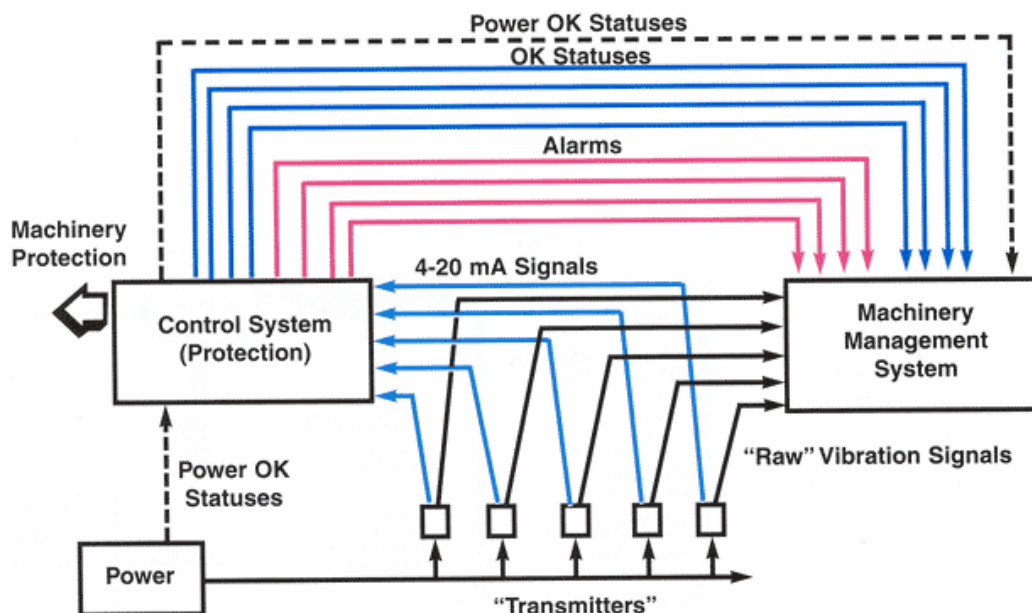 Power OK Statuses
OK Statuses
Alarms
Machinery
Protection
4-20 mA Signals
Control System
(Protection)
Machinery
Management
System
"Raw" Vibration Signals
Power OK
Statuses
Power
"Transmitters"